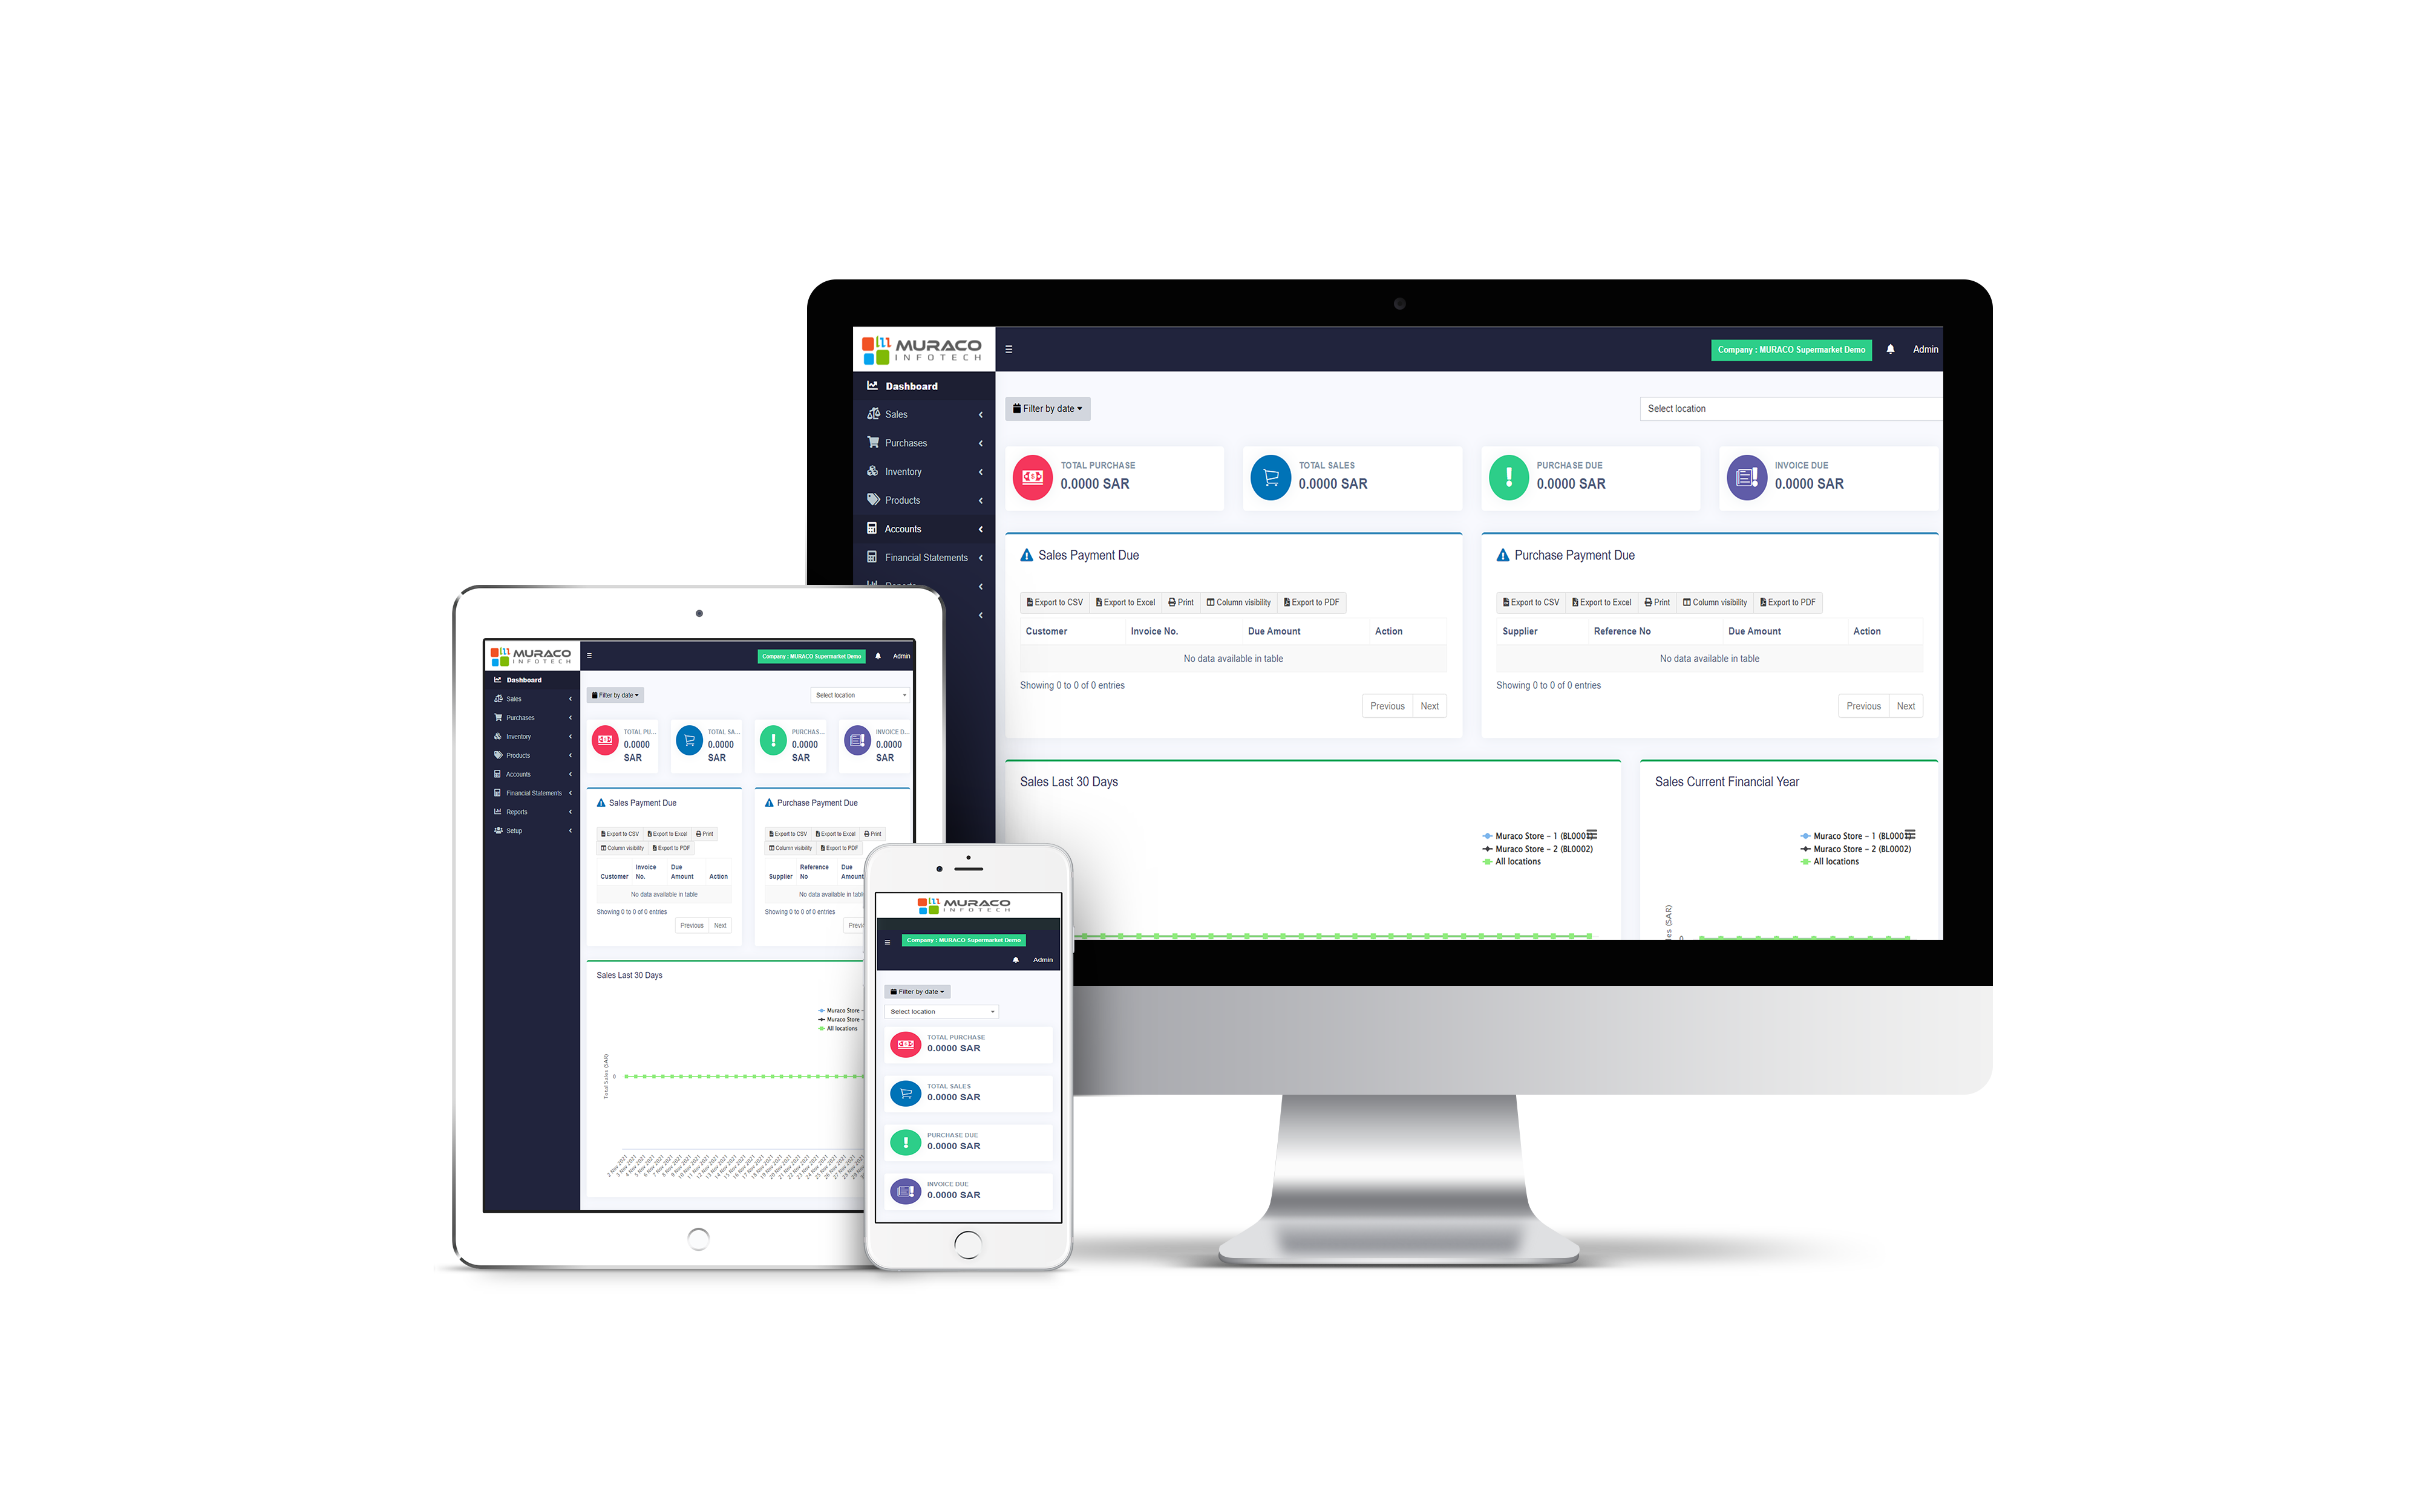 MURACO
INFOTECH
Company : MURACO Supermarket Demo
Admin
Dashboard
Sales
Purchases
Inventory
Products
Accounts
Financial Statements
Filter by date
Select location
TOTAL PURCHASE
0.0000 SAR
TOTAL SALES
0.0000 SAR
PURCHASE DUE
0.0000 SAR
INVOICE DUE
0.0000 SAR
Sales Payment Due
Export to CSV Export to Excel Print Column visibility Export to PDF
Customer Invoice No. Due Amount Action
No data available in table
Showing 0 to 0 of 0 entries
Previous Next
Purchase Payment Due
Export to CSV Export to Excel Print Column visibility Export to PDF
Supplier Reference No Due Amount Action
No data available in table
Showing 0 to 0 of 0 entries
Previous Next
Sales Last 30 Days
Muraco Store - 1 (BL0001)
Muraco Store - 2 (BL0002)
All locations
Sales Current Financial Year
Muraco Store - 1 (BL0001)
Muraco Store - 2 (BL0002)
All locations
MURACO
INFOTECH
Company : MURACO Supermarket Demo
Admin
Dashboard
Sales
Purchases
Inventory
Products
Accounts
Financial Statements
Reports
Setup
Filter by date
Select location
TOTAL PU...
0.0000
SAR
TOTAL SA...
0.0000
SAR
PURCHAS...
0.0000
SAR
INVOICE D...
0.0000
SAR
Sales Payment Due
Export to CSV Export to Excel Print
Column visibility Export to PDF
Customer Invoice No. Due Amount Action
No data available in table
Showing 0 to 0 of 0 entries
Previous Next
Purchase Payment Due
Export to CSV Export to Excel Print
Column visibility Export to PDF
Supplier Reference No Due Amount
No data available in table
Showing 0 to 0 of 0 entries
Sales Last 30 Days
Muraco Store -
Muraco Store -
All locations
Total Sales (SAR)
0
MURACO
INFOTECH
Company : MURACO Supermarket Demo
Admin
Filter by date
Select location
TOTAL PURCHASE
0.0000 SAR
TOTAL SALES
0.0000 SAR
PURCHASE DUE
0.0000 SAR
INVOICE DUE
0.0000 SAR